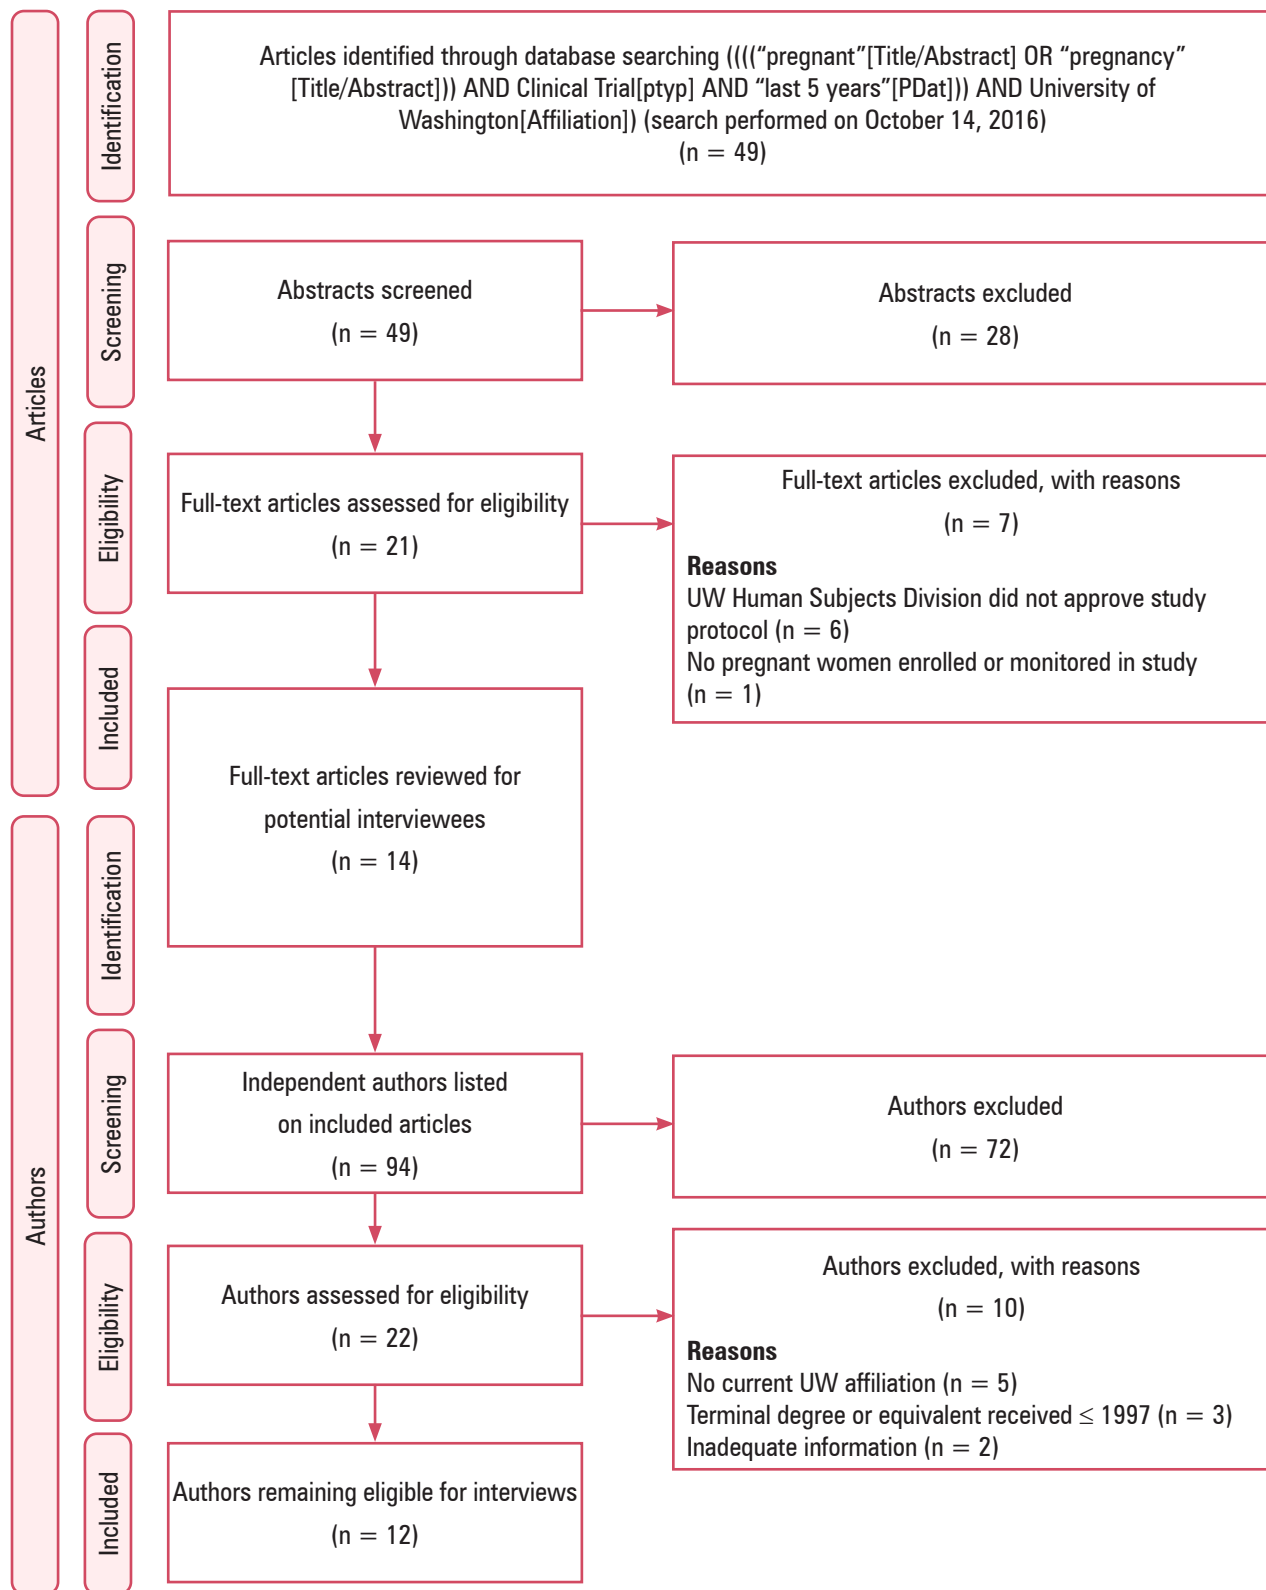 Articles
Identification
Articles identified through database searching ((((“pregnant”[Title/Abstract] OR “pregnancy”
[Title/Abstract])) AND Clinical Trial[ptyp] AND “last 5 years”[PDat])) AND University of
Washington[Affiliation]) (search performed on October 14, 2016)
(n = 49)
Screening
Abstracts screened
(n = 49)
Abstracts excluded
(n = 28)
Eligibility
Full-text articles assessed for eligibility
(n = 21)
Full-text articles excluded, with reasons
(n = 7)
Reasons
UW Human Subjects Division did not approve study
protocol (n = 6)
No pregnant women enrolled or monitored in study
(n = 1)
Included
Full-text articles reviewed for
potential interviewees
(n = 14)
Authors
Identification
Screening
Independent authors listed
on included articles
(n = 94)
Authors excluded
(n = 72)
Eligibility
Authors assessed for eligibility
(n = 22)
Authors excluded, with reasons
(n = 10)
Reasons
No current UW affiliation (n = 5)
Terminal degree or equivalent received ≤ 1997 (n = 3)
Inadequate information (n = 2)
Included
Authors remaining eligible for interviews
(n = 12)